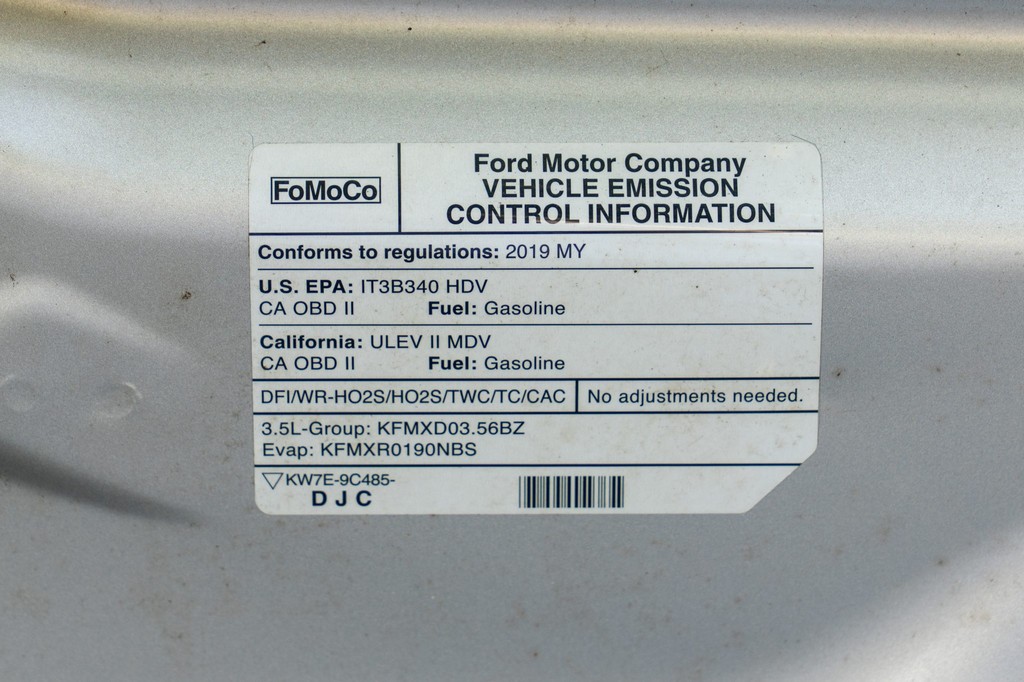 FoMoCo
Ford Motor Company
VEHICLE EMISSION
CONTROL INFORMATION
Conforms to regulations: 2019 MY
U.S. EPA: IT3B340 HDV
CA OBD II Fuel: Gasoline
California: ULEV II MDV
CA OBD II Fuel: Gasoline
DFI/WR-HO2S/HO2S/TWC/TC/CAC No adjustments needed.
3.5L-Group: KFMXD03.56BZ
Evap: KFMXR0190NBS
KW7E-9C485-
D J C